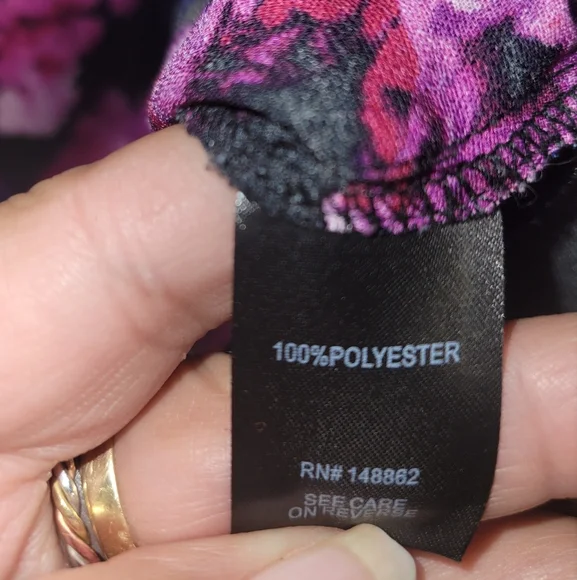 100%POLYESTER
RN# 148862
SEE CARE
ON REVERSE